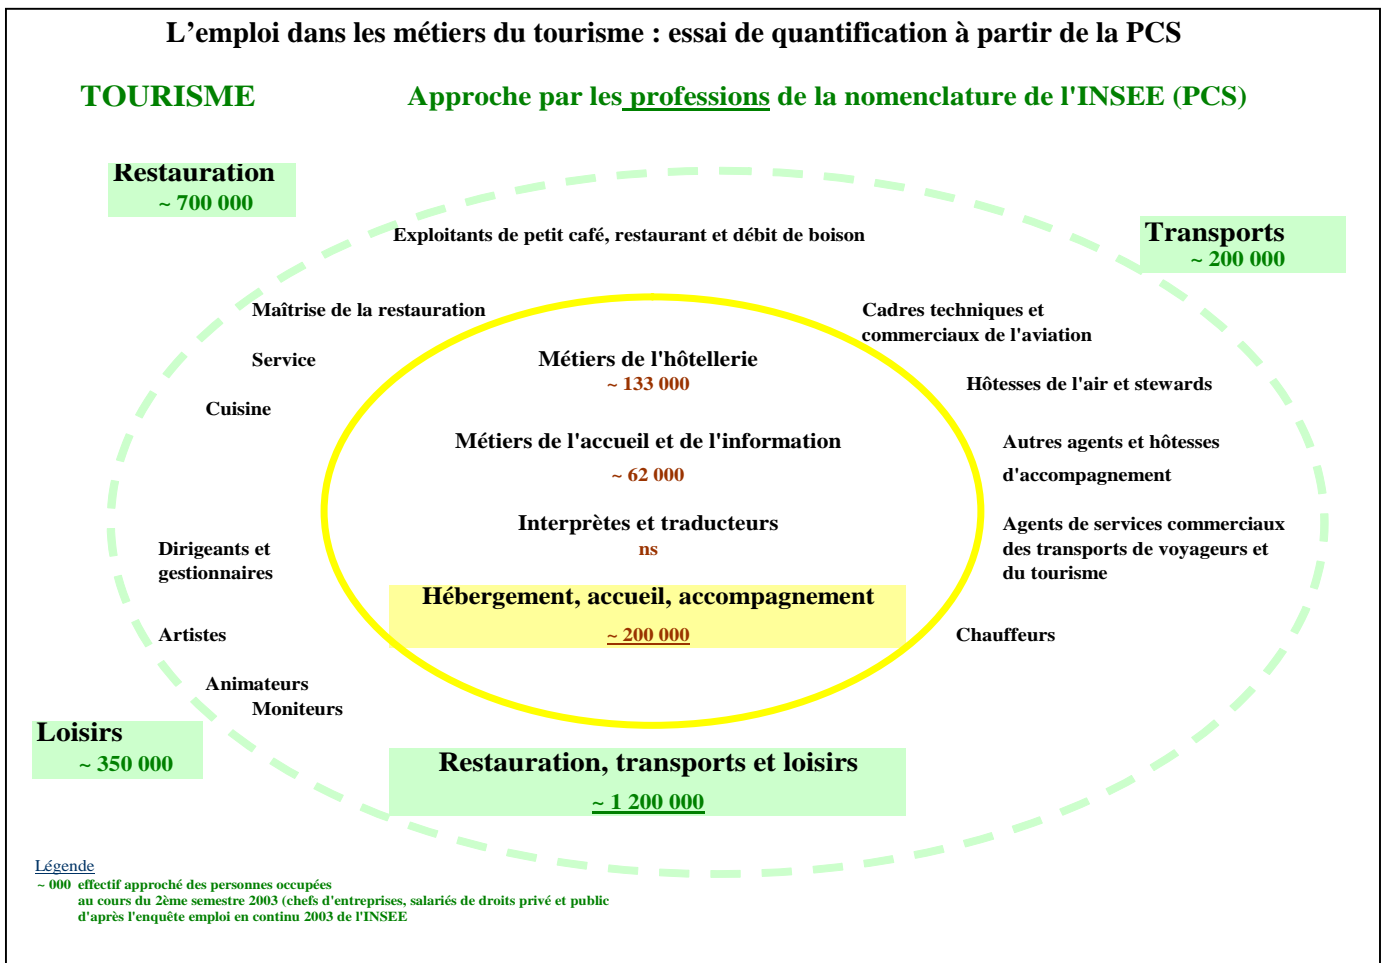 L'emploi dans les métiers du tourisme : essai de quantification à partir de la PCS
TOURISME
Approche par les professions de la nomenclature de l'INSEE (PCS)
Restauration
~ 700 000
Transports
~ 200 000
Exploitants de petit café, restaurant et débit de boison
Maîtrise de la restauration
Service
Cuisine
Cadres techniques et
commerciaux de l'aviation
Hôtesses de l'air et stewards
Autres agents et hôtesses
d'accompagnement
Agents de services commerciaux
des transports de voyageurs et
du tourisme
Chauffeurs
Métiers de l'hôtellerie
~ 133 000
Métiers de l'accueil et de l'information
~ 62 000
Interprètes et traducteurs
ns
Hébergement, accueil, accompagnement
~ 200 000
Dirigeants et
gestionnaires
Artistes
Animateurs
Moniteurs
Loisirs
~ 350 000
Restauration, transports et loisirs
~ 1 200 000
Légende
~ 000 effectif approché des personnes occupées
au cours du 2ème semestre 2003 (chefs d'entreprises, salariés de droits privé et public
d'après l'enquête emploi en continu 2003 de l'INSEE